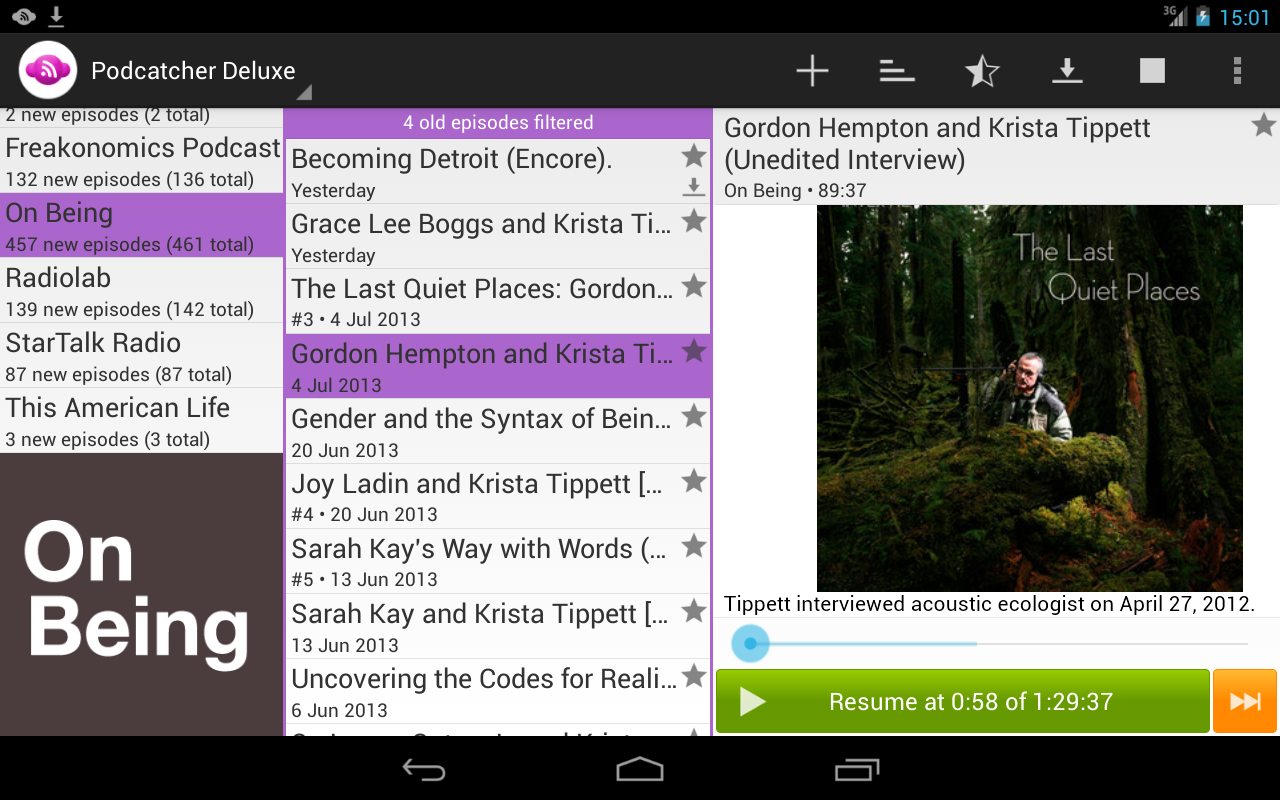 3G 15:01
Podcatcher Deluxe
2 new episodes (2 total)
Freakonomics Podcast
132 new episodes (136 total)
On Being
457 new episodes (461 total)
Radiolab
139 new episodes (142 total)
StarTalk Radio
87 new episodes (87 total)
This American Life
3 new episodes (3 total)
On
Being
4 old episodes filtered
Becoming Detroit (Encore).
Yesterday
Grace Lee Boggs and Krista Ti...
Yesterday
The Last Quiet Places: Gordon...
#3 • 4 Jul 2013
Gordon Hempton and Krista Ti...
4 Jul 2013
Gender and the Syntax of Bein...
20 Jun 2013
Joy Ladin and Krista Tippett [...
#4 • 20 Jun 2013
Sarah Kay's Way with Words (...
#5 • 13 Jun 2013
Sarah Kay and Krista Tippett [...
13 Jun 2013
Uncovering the Codes for Reali...
6 Jun 2013
Gordon Hempton and Krista Tippett
(Unedited Interview)
On Being • 89:37
The Last
Quiet Places
Tippett interviewed acoustic ecologist on April 27, 2012.
Resume at 0:58 of 1:29:37